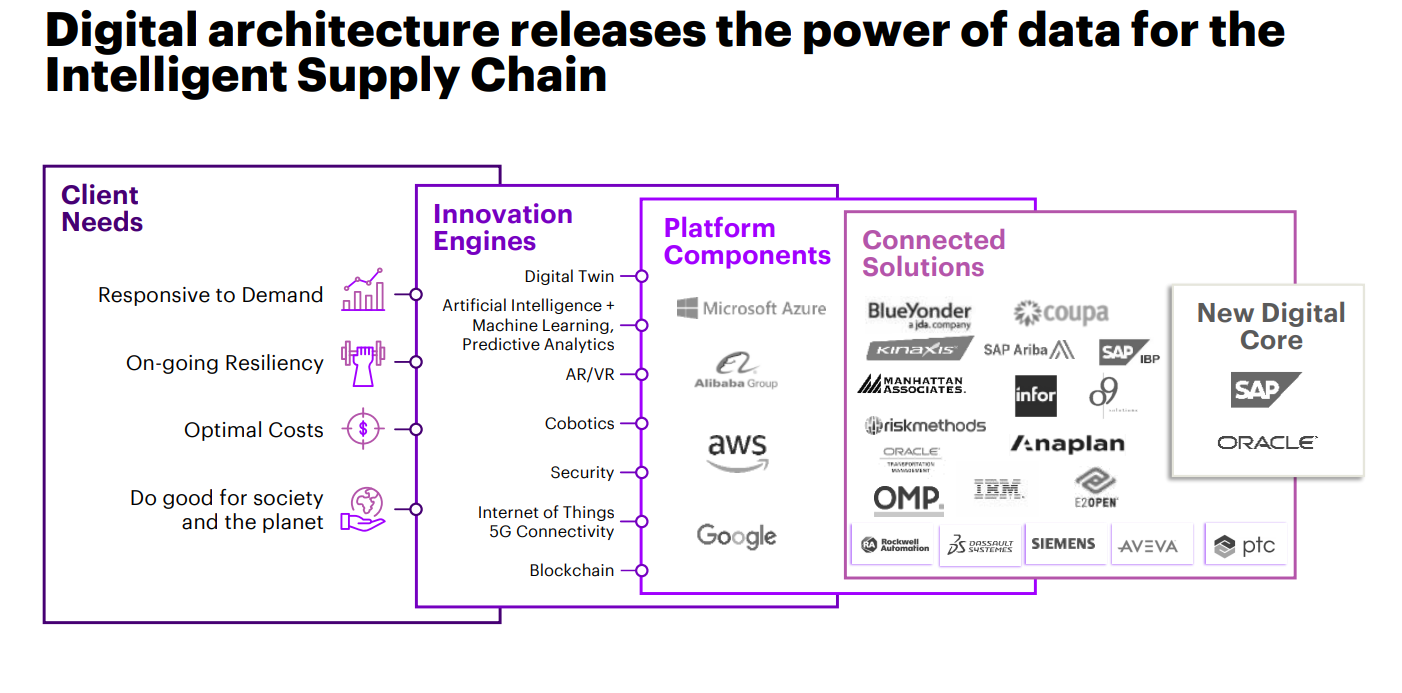 Digital architecture releases the power of data for the
Intelligent Supply Chain
Client
Needs
Responsive to Demand
On-going Resiliency
$
Optimal Costs
Do good for society
and the planet
Innovation
Engines
Digital Twin
Artificial Intelligence +
Machine Learning,
Predictive Analytics
AR/VR
Cobotics
Security
Internet of Things
5G Connectivity
Blockchain
Platform
Components
Microsoft Azure
Alibaba Group
aws
Google
Connected
Solutions
BlueYonder
a jda. company
coupa
kinaxis
SAP Ariba
SAP IBP
MANHATTAN
ASSOCIATES.
infor
o9
solutions
riskmethods
Anaplan
ORACLE
TRANSPORTATION
MANAGEMENT
OMP
IBM
E2OPEN
RA Rockwell
Automation
3S DASSAULT
SYSTEMES
SIEMENS
AVEVA
ptc
New Digital
Core
SAP
ORACLE